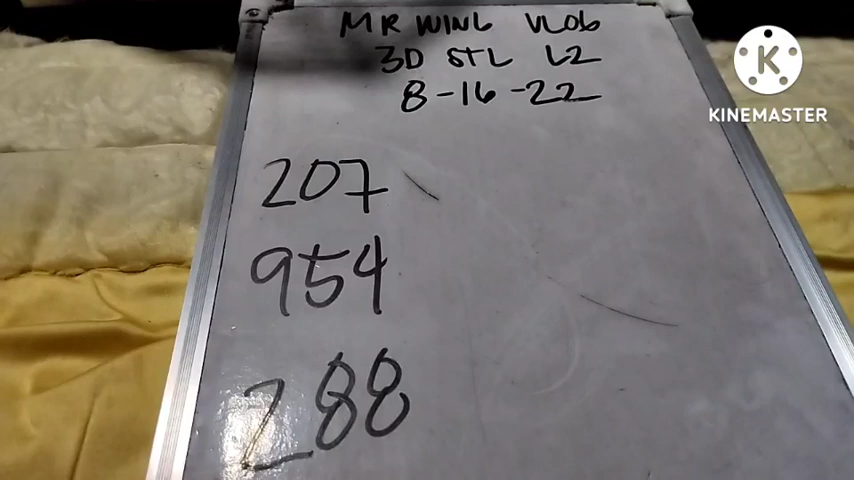 MR WING VLOG
3D STL L2
8-16-22
207
954
288
K
KINEMASTER